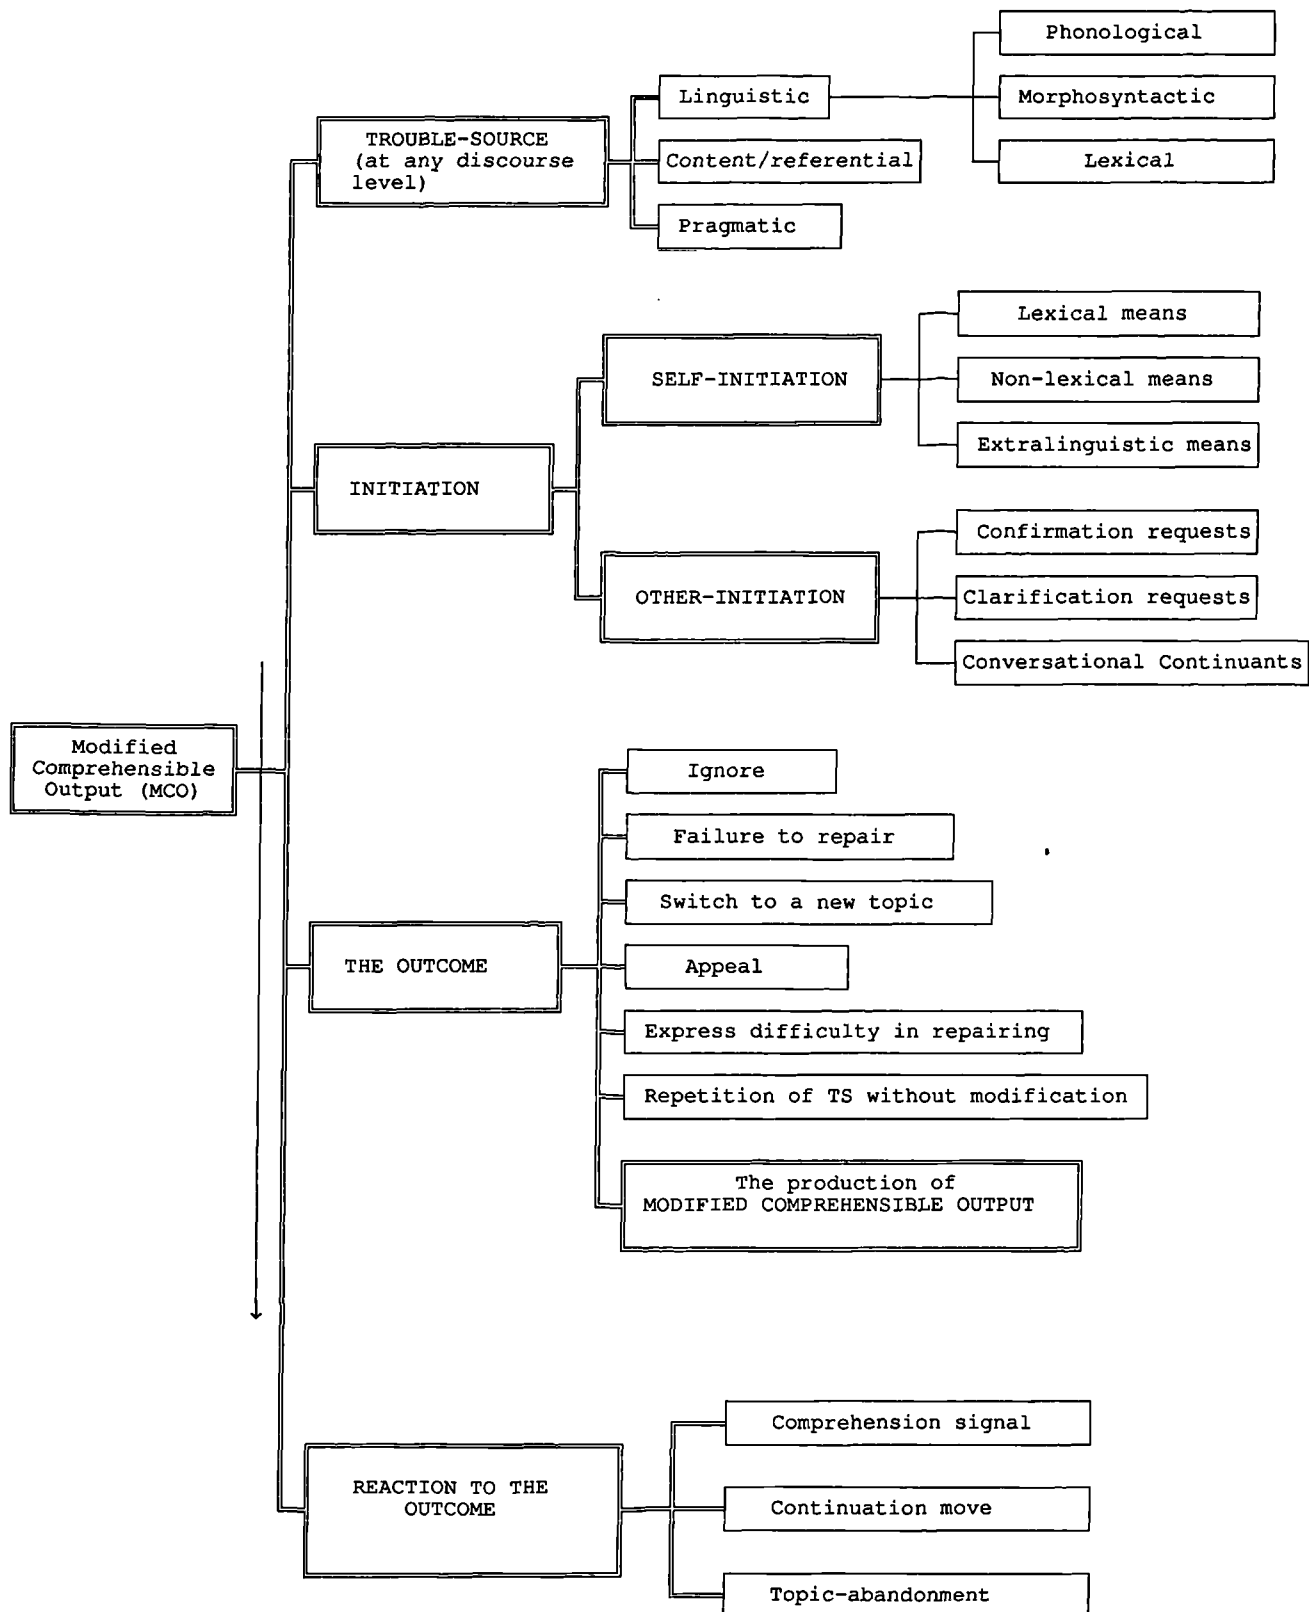 Phonological
Linguistic
Morphosyntactic
TROUBLE-SOURCE
(at any discourse
level)
Content/referential
Lexical
Pragmatic
Lexical means
SELF-INITIATION
Non-lexical means
Extralinguistic means
INITIATION
Confirmation requests
OTHER-INITIATION
Clarification requests
Conversational Continuants
Modified
Comprehensible
Output (MCO)
Ignore
Failure to repair
Switch to a new topic
THE OUTCOME
Appeal
Express difficulty in repairing
Repetition of TS without modification
The production of
MODIFIED COMPREHENSIBLE OUTPUT
Comprehension signal
REACTION TO THE
OUTCOME
Continuation move
Topic-abandonment